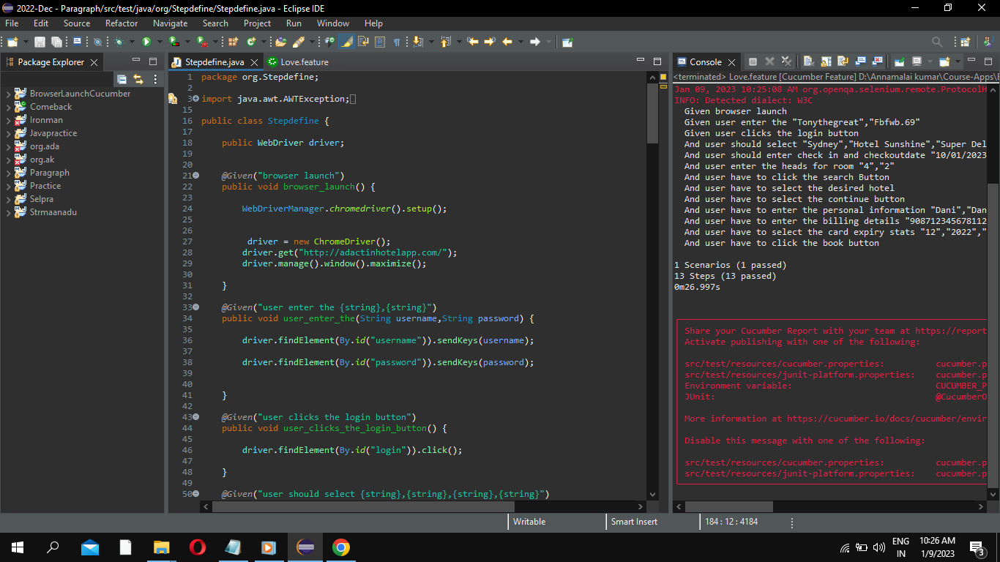 2022-Dec - Paragraph/src/test/java/org/Stepdefine/Stepdefine.java - Eclipse IDE
File Edit Source Refactor Navigate Search Project Run Window Help
Package Explorer
BrowserLaunchCucumber
Comeback
Ironman
Javapractice
org.ada
org.ak
Paragraph
Practice
Selpra
Strmaanadu
Stepdefine.java Love.feature
1 package org.Stepdefine;
2
3 import java.awt.AWTException;
15
16 public class Stepdefine {
17
18 public WebDriver driver;
19
20
21 @Given("browser launch")
22 public void browser_launch() {
23
24 WebDriverManager.chromedriver().setup();
25
26
27 driver = new ChromeDriver();
28 driver.get("http://adactinhotelapp.com/");
29 driver.manage().window().maximize();
30
31 }
32
33 @Given("user enter the {string},{string}")
34 public void user_enter_the(String username,String password) {
35
36 driver.findElement(By.id("username")).sendKeys(username);
37
38 driver.findElement(By.id("password")).sendKeys(password);
39
40
41 }
42
43 @Given("user clicks the login button")
44 public void user_clicks_the_login_button() {
45
46 driver.findElement(By.id("login")).click();
47
48 }
49
50 @Given("user should select {string},{string},{string},{string}")
Console
<terminated> Love.feature [Cucumber Feature] D:\Annamalai kumar\Course-Apps\E
Jan 09, 2023 10:25:08 AM org.openqa.selenium.remote.ProtocolH
INFO: Detected dialect: W3C
Given browser launch
Given user enter the "Tonythegreat","Fbfwb.69"
Given user clicks the login button
And user should select "Sydney","Hotel Sunshine","Super Del
And user should enter check in and checkoutdate "10/01/2023
And user enter the heads for room "4","2"
And user have to click the search Button
And user have to select the desired hotel
And user have to select the continue button
And user have to enter the personal information "Dani","Dan
And user have to enter the billing details "908712345678112
And user have to select the card expiry stats "12","2022","
And user have to click the book button
1 Scenarios (1 passed)
13 Steps (13 passed)
0m26.997s
Share your Cucumber Report with your team at https://report
Activate publishing with one of the following:
src/test/resources/cucumber.properties: cucumber.p
src/test/resources/junit-platform.properties: cucumber.p
Environment variable: CUCUMBER_P
JUnit: @CucumberO
More information at https://cucumber.io/docs/cucumber/envir
Disable this message with one of the following:
src/test/resources/cucumber.properties: cucumber.p
src/test/resources/junit-platform.properties: cucumber.p
Writable Smart Insert 184 : 12 : 4184
ENG
IN
10:26 AM
1/9/2023
3